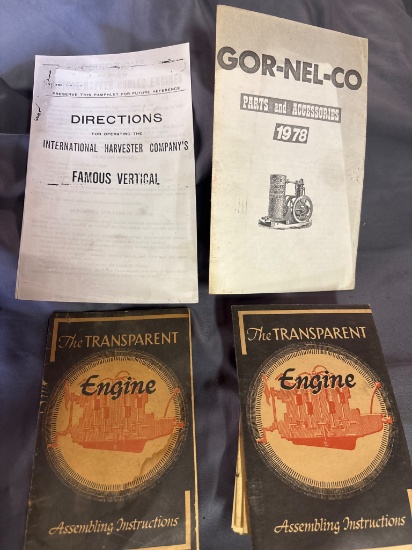 PRESERVE THIS PAMPHLET FOR FUTURE REFERENCE
DIRECTIONS
FOR OPERATING THE
INTERNATIONAL HARVESTER COMPANY'S
FAMOUS VERTICAL
GOR-NEL-CO
PARTS and ACCESSORIES
1978
The TRANSPARENT
Engine
Assembling Instructions
The TRANSPARENT
Engine
Assembling Instructions